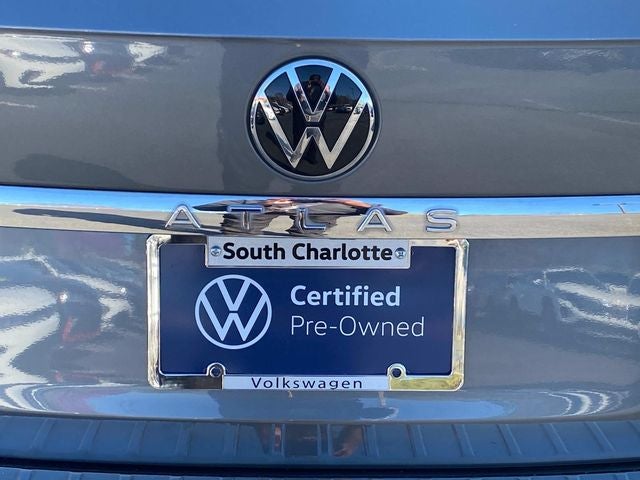 ATLAS
South Charlotte
Certified
Pre-Owned
Volkswagen